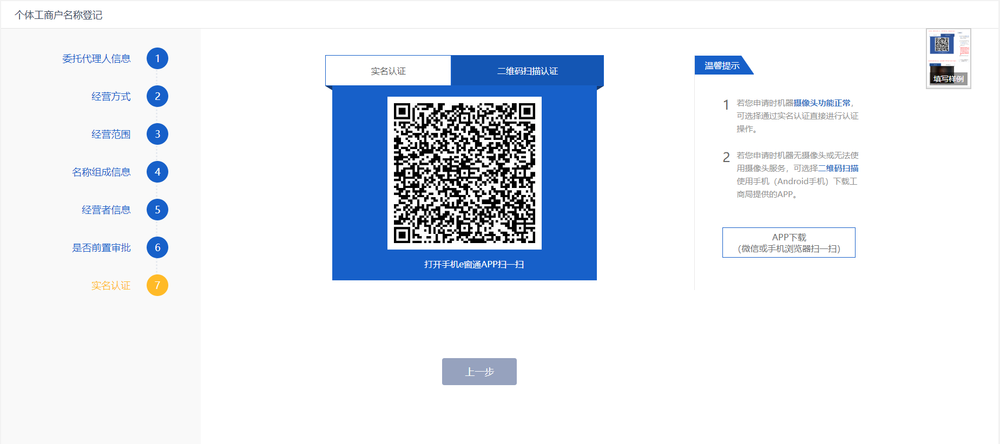 个体工商户名称登记
委托代理人信息 1
经营方式 2
经营范围 3
名称组成信息 4
经营者信息 5
是否前置审批 6
实名认证 7
实名认证 二维码扫描认证
打开手机e窗通APP扫一扫
上一步
温馨提示
1 若您申请时机器摄像头功能正常，
可选择通过实名认证直接进行认证
操作。
2 若您申请时机器无摄像头或无法使
用摄像头服务，可选择二维码扫描
使用手机（Android手机）下载工
商局提供的APP。
APP下载
（微信或手机浏览器扫一扫）
填写样例